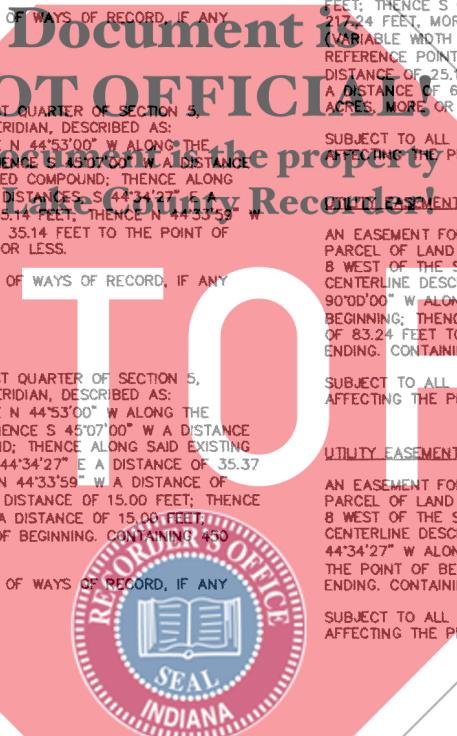 OF WAYS OF RECORD, IF ANY
Document is
OT OFFICIAL!
T QUARTER OF SECTION 5,
ERIDIAN, DESCRIBED AS:
N 44°53'00" W ALONG THE
ENCE S 45°07'00" W A DISTANCE
ocument is the property
ED COMPOUND; THENCE ALONG
DISTANCES, 44°34'27" E A
Lake County Recorder!
5.14 FEET, THENCE N 44°33'59" W
35.14 FEET TO THE POINT OF
OR LESS.
OF WAYS OF RECORD, IF ANY
TOP
T QUARTER OF SECTION 5,
ERIDIAN, DESCRIBED AS:
N 44°53'00" W ALONG THE
ENCE S 45°07'00" W A DISTANCE
ND; THENCE ALONG SAID EXISTING
44°34'27" E A DISTANCE OF 35.37
N 44°33'59" W A DISTANCE OF
DISTANCE OF 15.00 FEET; THENCE
A DISTANCE OF 15.00 FEET;
OF BEGINNING. CONTAINING 450
OF WAYS OF RECORD, IF ANY
RECORDER'S OFFICE
SEAL
INDIANA
FEET; THENCE S
217.24 FEET, MOR
(VARIABLE WIDTH
REFERENCE POINT
DISTANCE OF 25.1
A DISTANCE OF 6
ACRES, MORE OR
SUBJECT TO ALL
AFFECTING THE P
UTILITY EASEMENT
AN EASEMENT FO
PARCEL OF LAND
8 WEST OF THE S
CENTERLINE DESC
90°00'00" W ALON
BEGINNING; THENC
OF 83.24 FEET TO
ENDING. CONTAINI
SUBJECT TO ALL
AFFECTING THE P
UTILITY EASEMENT
AN EASEMENT FO
PARCEL OF LAND
8 WEST OF THE S
CENTERLINE DESC
44°34'27" W ALON
THE POINT OF BE
ENDING. CONTAINI
SUBJECT TO ALL
AFFECTING THE P